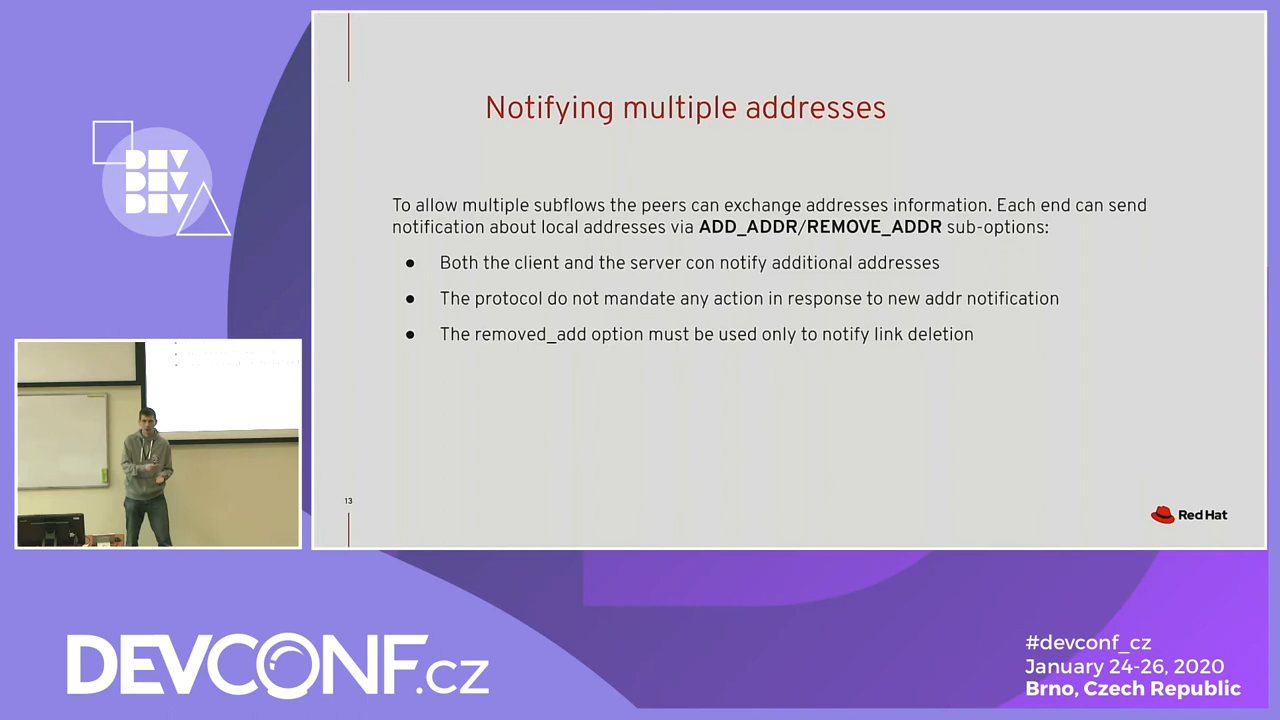 DEV
DEV
DEV
Notifying multiple addresses
To allow multiple subflows the peers can exchange addresses information. Each end can send
notification about local addresses via ADD_ADDR/REMOVE_ADDR sub-options:
● Both the client and the server con notify additional addresses
● The protocol do not mandate any action in response to new addr notification
● The removed_add option must be used only to notify link deletion
13
Red Hat
DEVCONF.cz
#devconf_cz
January 24-26, 2020
Brno, Czech Republic